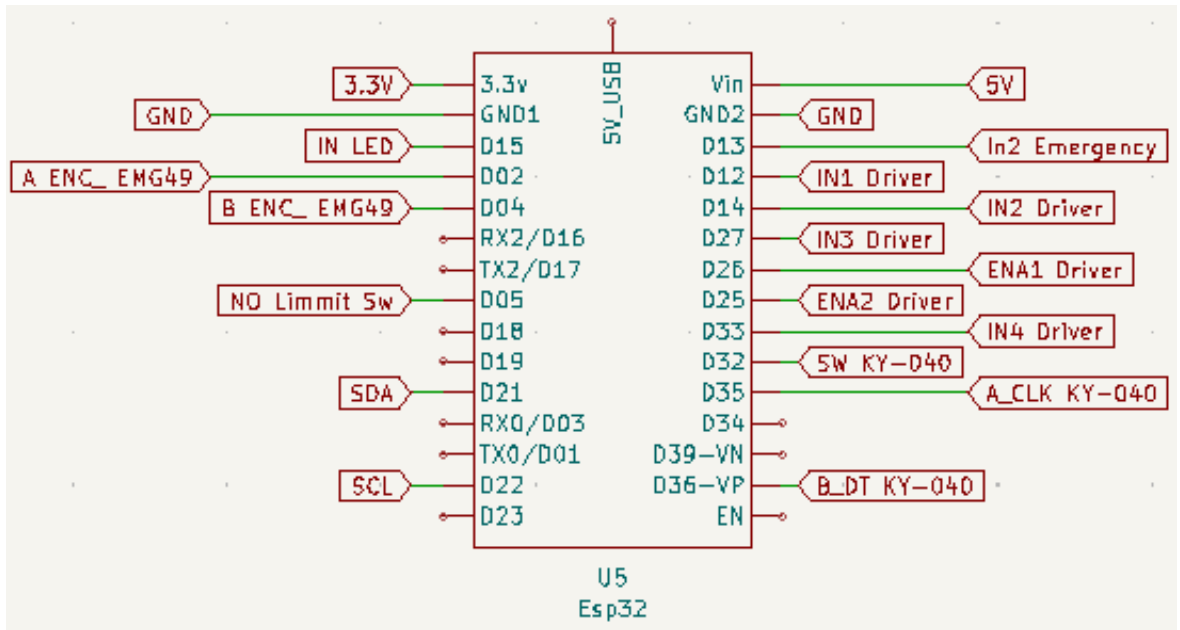 5V_USB
3.3V 3.3v Vin 5V
GND GND1 GND2 GND
IN LED D15 D13 In2 Emergency
A ENC_ EMG49 D02 D12 IN1 Driver
B ENC_ EMG49 D04 D14 IN2 Driver
RX2/D16 D27 IN3 Driver
TX2/D17 D26 ENA1 Driver
NO Limmit Sw D05 D25 ENA2 Driver
D18 D33 IN4 Driver
D19 D32 SW KY-040
SDA D21 D35 A_CLK KY-040
RX0/D03 D34
TX0/D01 D39-VN
SCL D22 D36-VP B_DT KY-040
D23 EN
U5
Esp32